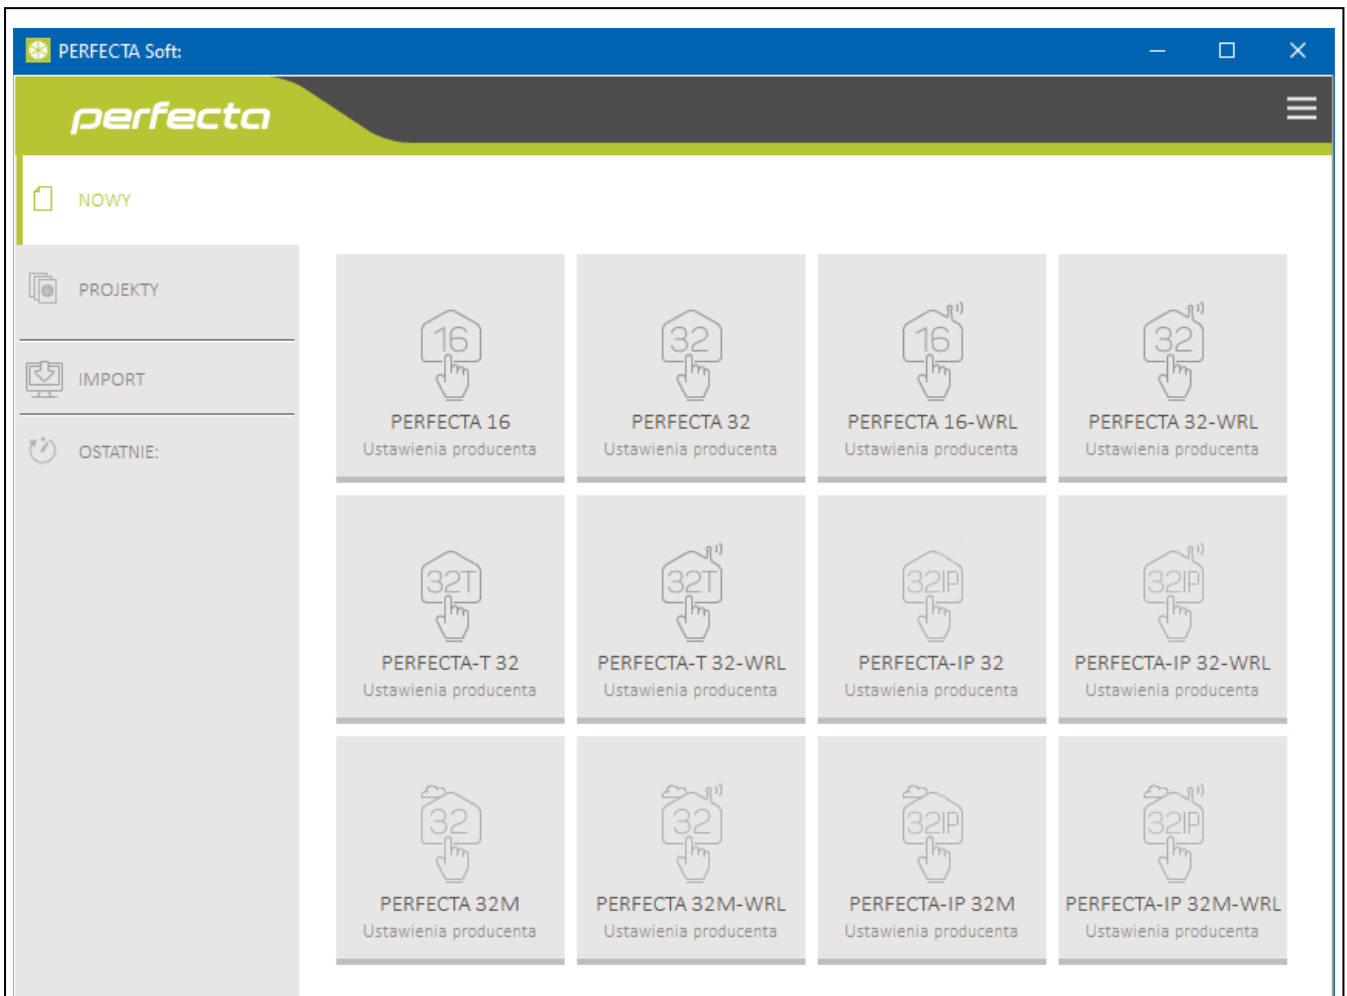 PERFECTA Soft:
perfecta
NOWY
PROJEKTY
IMPORT
OSTATNIE:
16
PERFECTA 16
Ustawienia producenta
32
PERFECTA 32
Ustawienia producenta
16
PERFECTA 16-WRL
Ustawienia producenta
32
PERFECTA 32-WRL
Ustawienia producenta
32T
PERFECTA-T 32
Ustawienia producenta
32T
PERFECTA-T 32-WRL
Ustawienia producenta
32IP
PERFECTA-IP 32
Ustawienia producenta
32IP
PERFECTA-IP 32-WRL
Ustawienia producenta
32
PERFECTA 32M
Ustawienia producenta
32
PERFECTA 32M-WRL
Ustawienia producenta
32IP
PERFECTA-IP 32M
Ustawienia producenta
32IP
PERFECTA-IP 32M-WRL
Ustawienia producenta